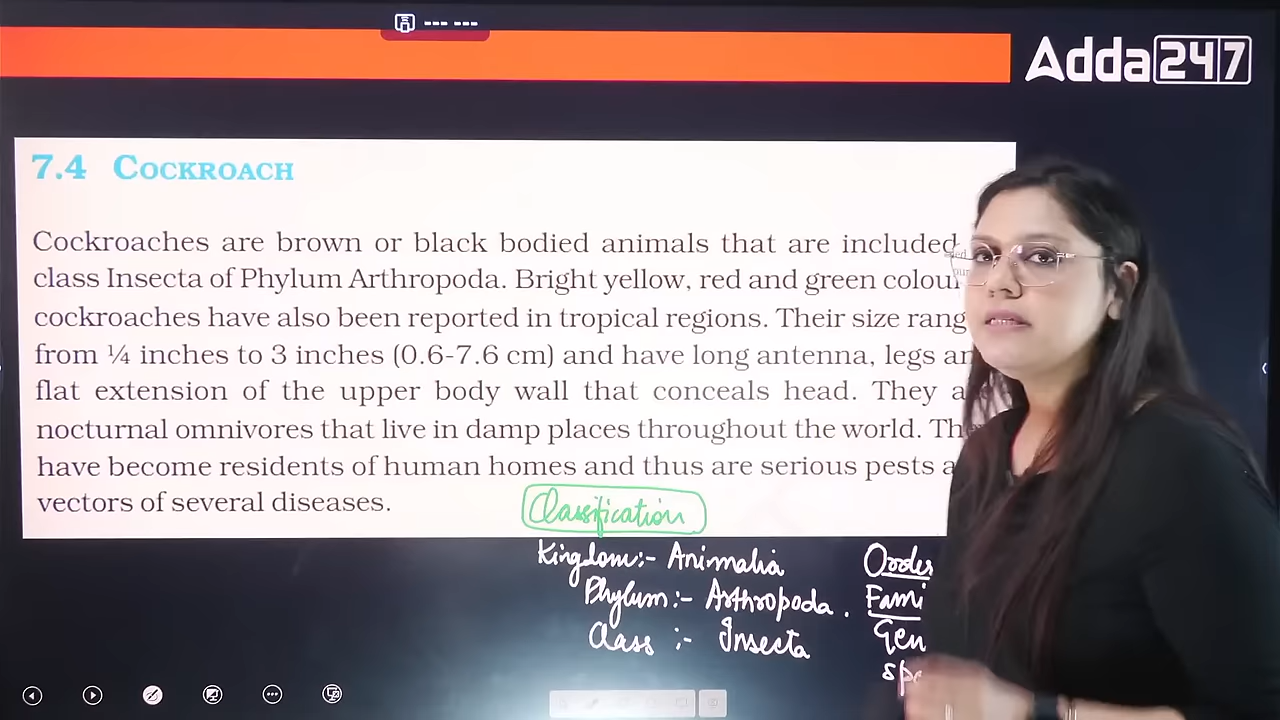 Adda247
7.4 COCKROACH
Cockroaches are brown or black bodied animals that are included
class Insecta of Phylum Arthropoda. Bright yellow, red and green colour
cockroaches have also been reported in tropical regions. Their size rang
from ¼ inches to 3 inches (0.6-7.6 cm) and have long antenna, legs an
flat extension of the upper body wall that conceals head. They a
nocturnal omnivores that live in damp places throughout the world. The
have become residents of human homes and thus are serious pests a
vectors of several diseases.
Classification
Kingdom:- Animalia Order
Phylum:- Arthropoda. Fami
Class :- Insecta Gen
spe